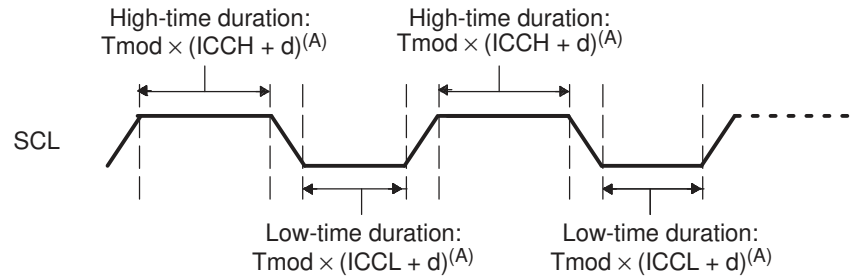 High-time duration:
Tmod × (ICCH + d)(A)
High-time duration:
Tmod × (ICCH + d)(A)
SCL
Low-time duration:
Tmod × (ICCL + d)(A)
Low-time duration:
Tmod × (ICCL + d)(A)